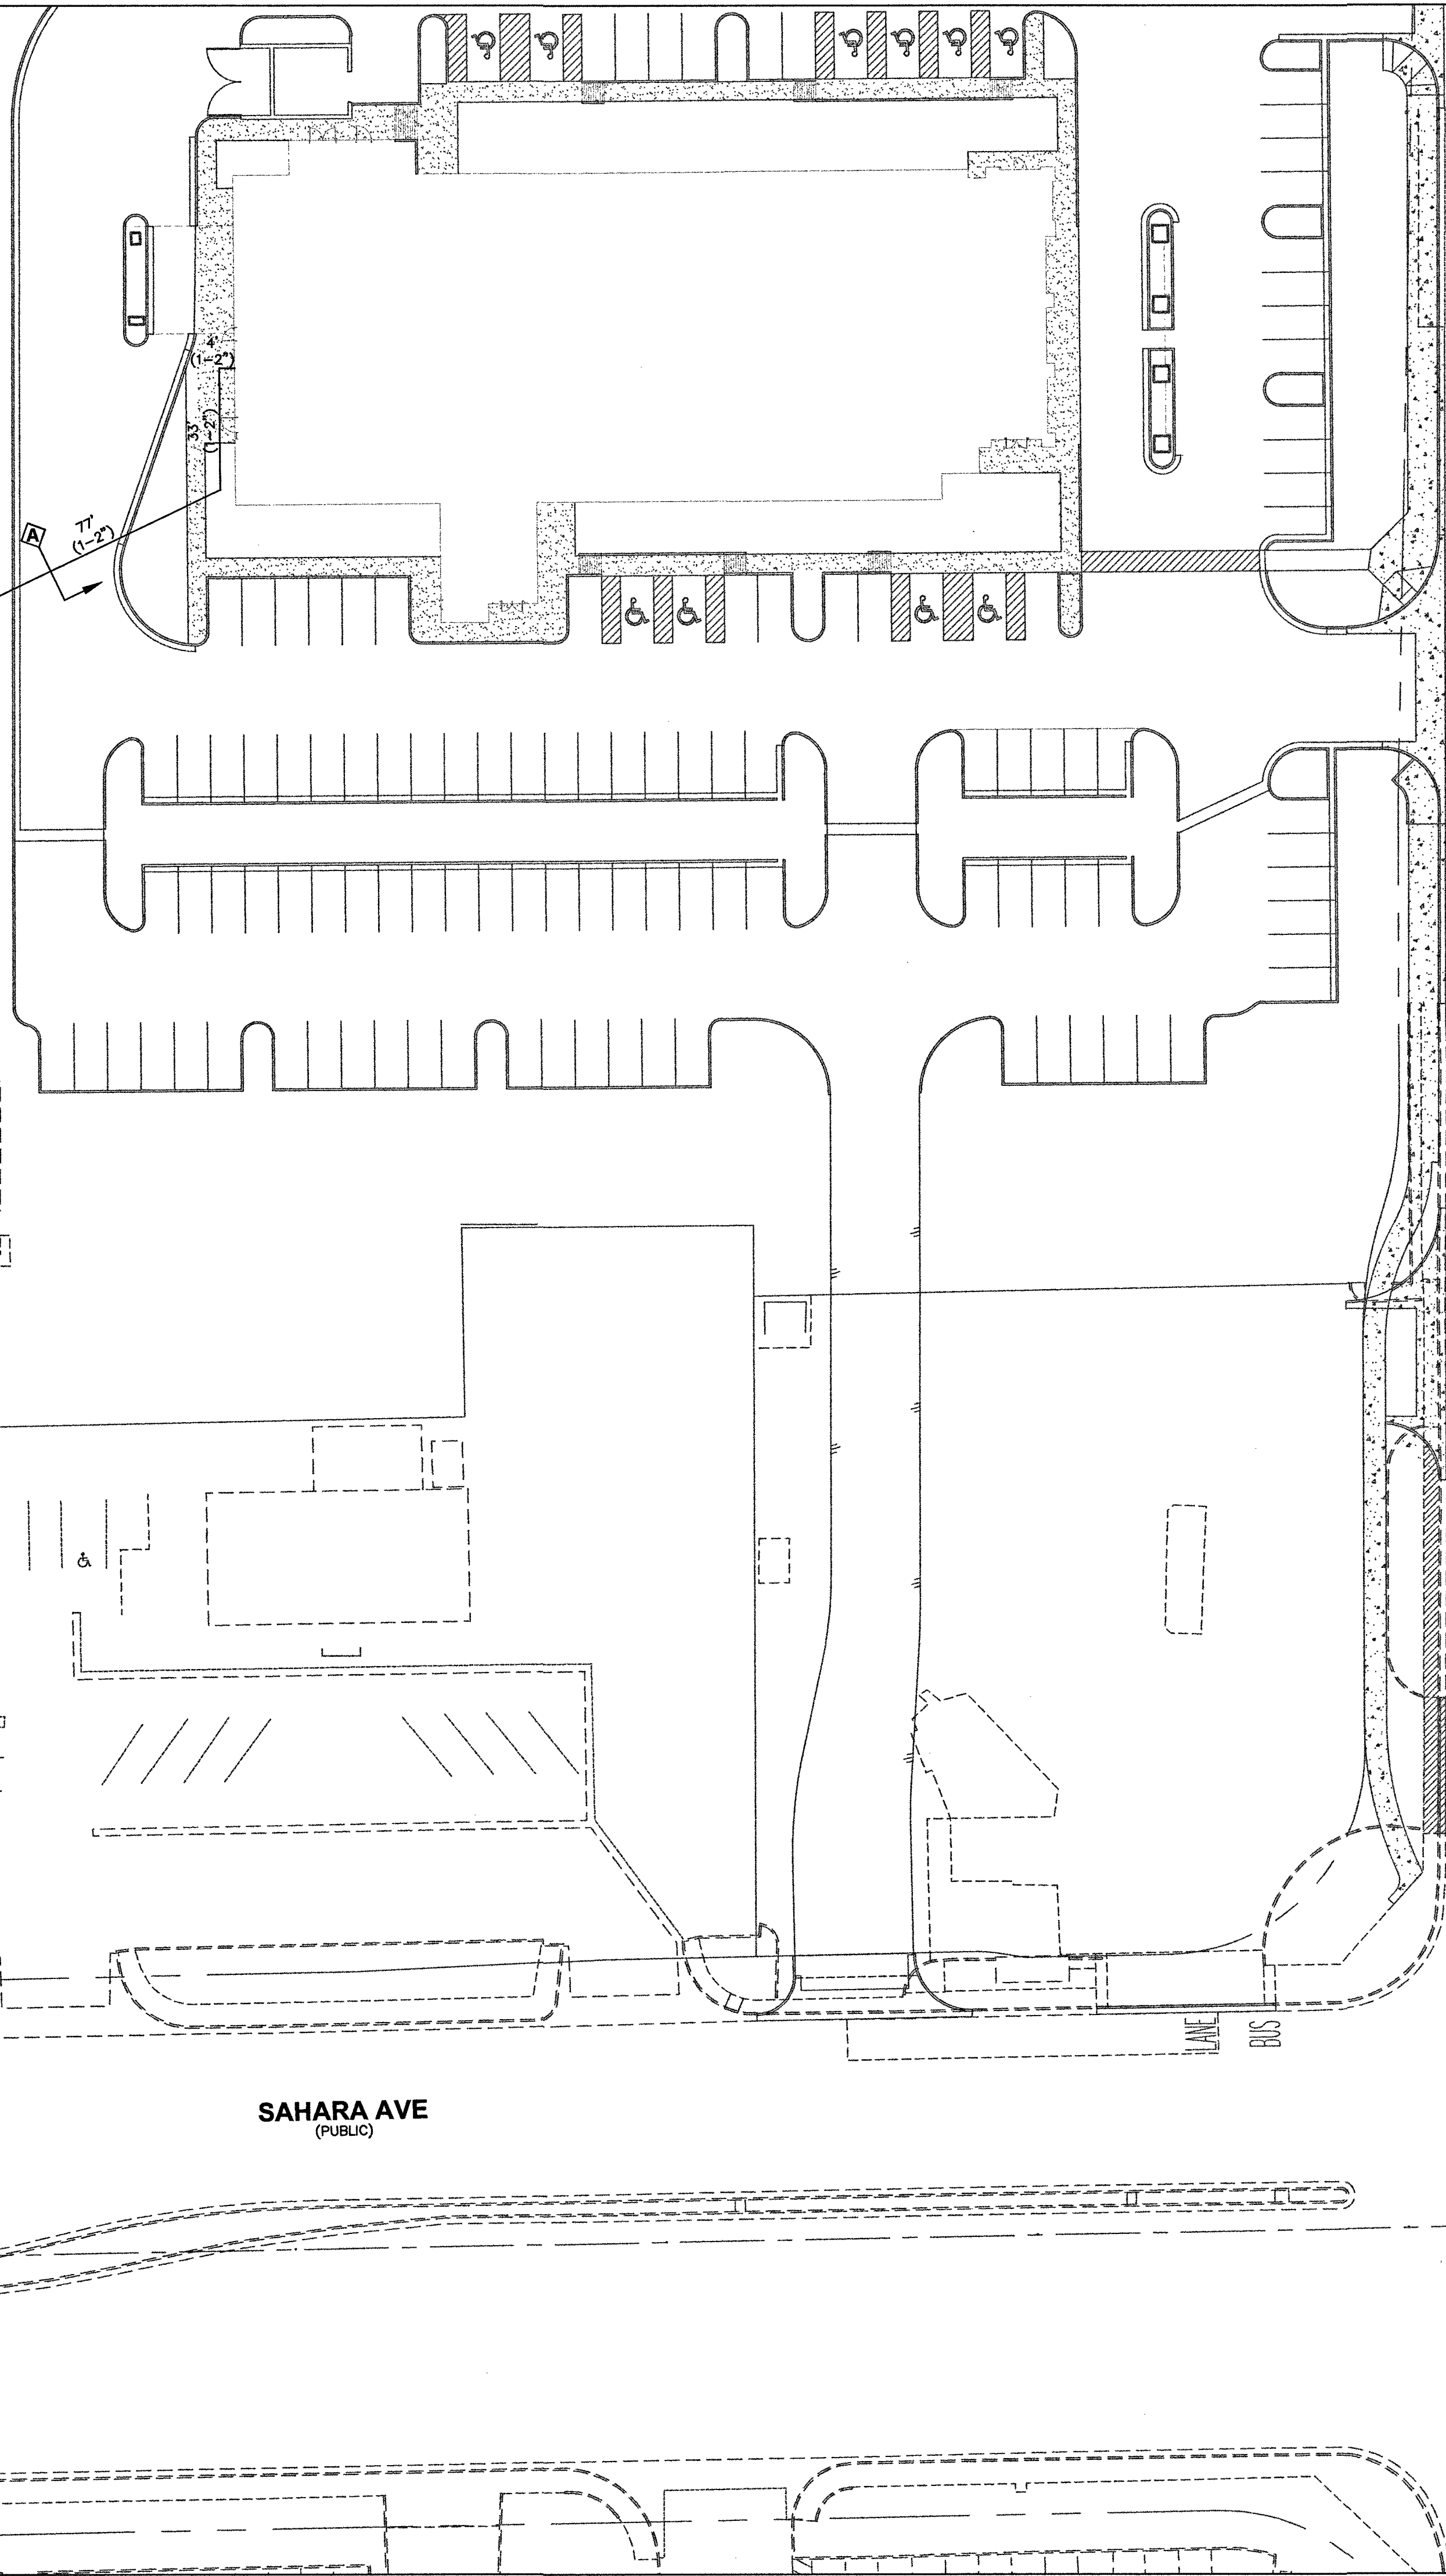 4'
(1-2")
33'
(1-2")
77'
(1-2")
A
LANE
BUS
SAHARA AVE
(PUBLIC)